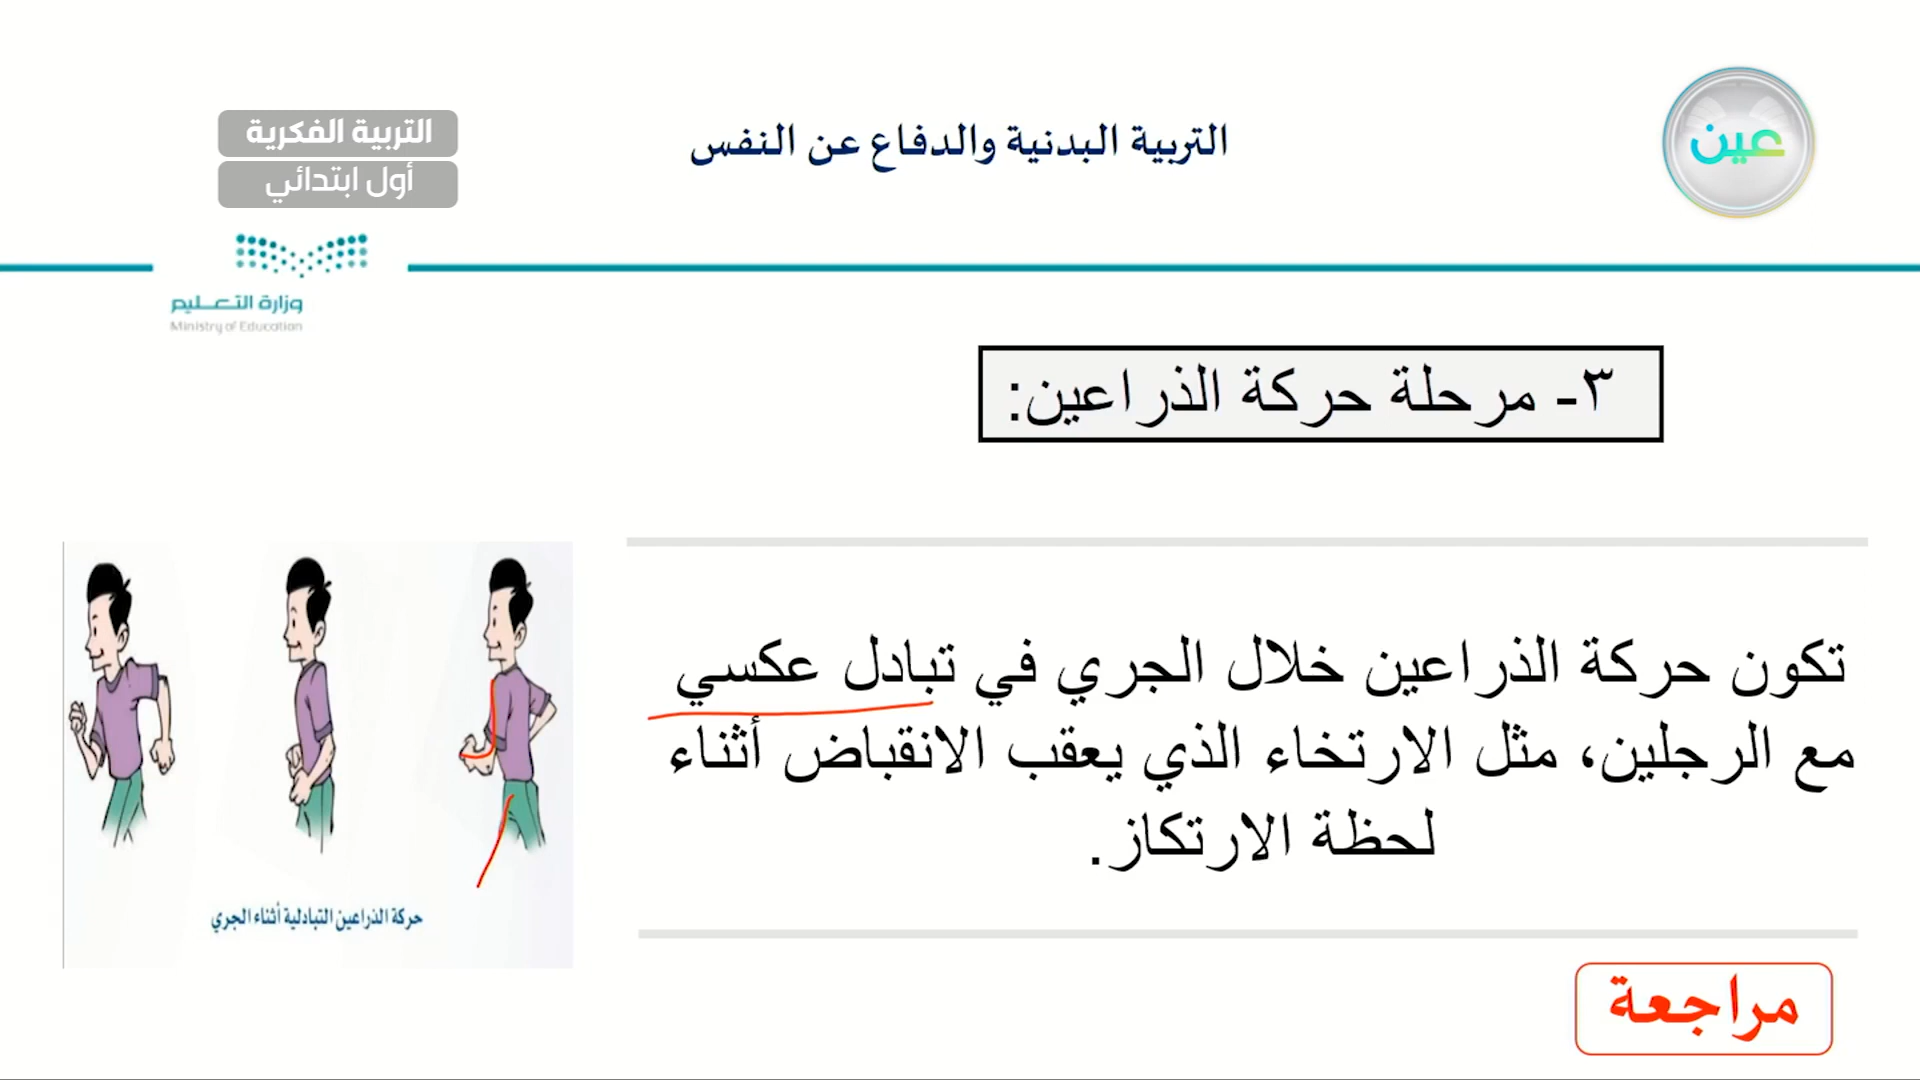 عين
التربية البدنية والدفاع عن النفس
التربية الفكرية
أول ابتدائي
وزارة التعـــليم
Ministry of Education
٣- مرحلة حركة الذراعين:
تكون حركة الذراعين خلال الجري في تبادل عكسي
مع الرجلين، مثل الارتخاء الذي يعقب الانقباض أثناء
لحظة الارتكاز.
حركة الذراعين التبادلية أثناء الجري
مراجعة